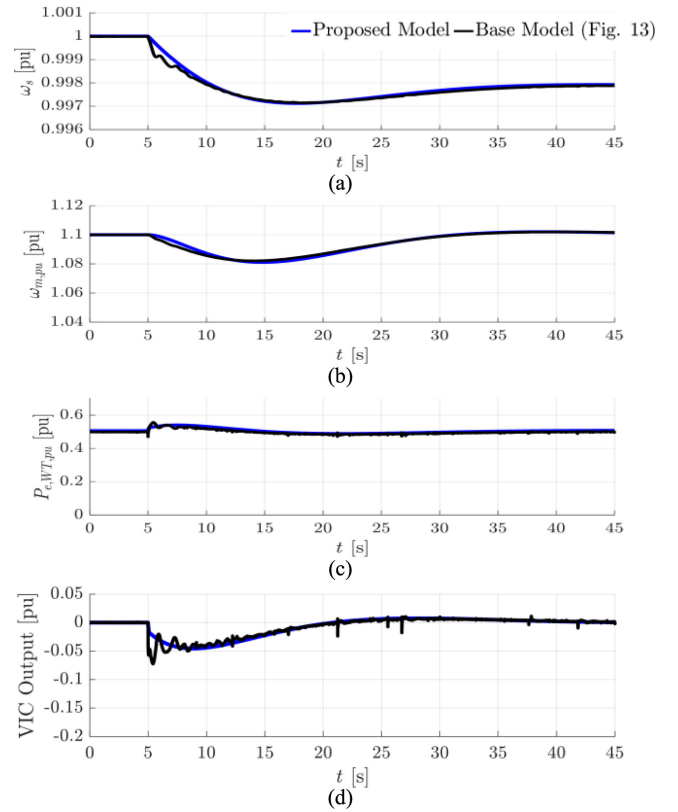 Proposed Model Base Model (Fig. 13)
1.001
1
0.999
0.998
0.997
0.996
ω_s [pu]
0 5 10 15 20 25 30 35 40 45
t [s]
(a)
1.12
1.1
1.08
1.06
1.04
ω_{m,pu} [pu]
0 5 10 15 20 25 30 35 40 45
t [s]
(b)
0.6
0.4
0.2
0
P_{e,WT,pu} [pu]
0 5 10 15 20 25 30 35 40 45
t [s]
(c)
0.05
0
-0.05
-0.1
-0.15
-0.2
VIC Output [pu]
0 5 10 15 20 25 30 35 40 45
t [s]
(d)